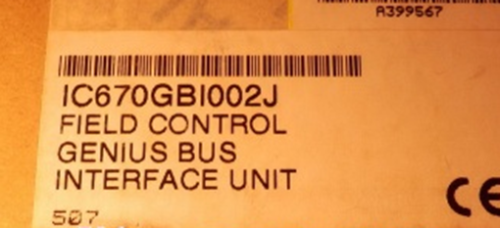 A399567
IC670GBI002J
FIELD CONTROL
GENIUS BUS
INTERFACE UNIT
CE
507